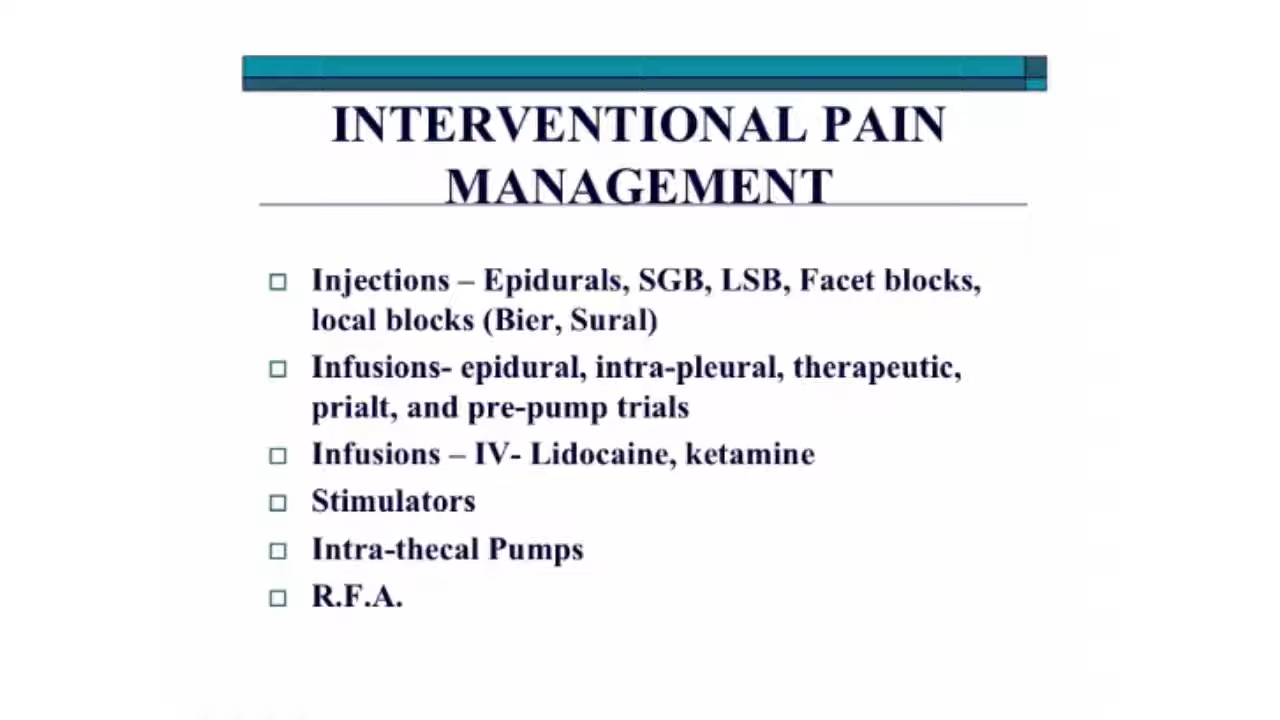 INTERVENTIONAL PAIN
MANAGEMENT
Injections – Epidurals, SGB, LSB, Facet blocks,
local blocks (Bier, Sural)
Infusions- epidural, intra-pleural, therapeutic,
prialt, and pre-pump trials
Infusions – IV- Lidocaine, ketamine
Stimulators
Intra-thecal Pumps
R.F.A.